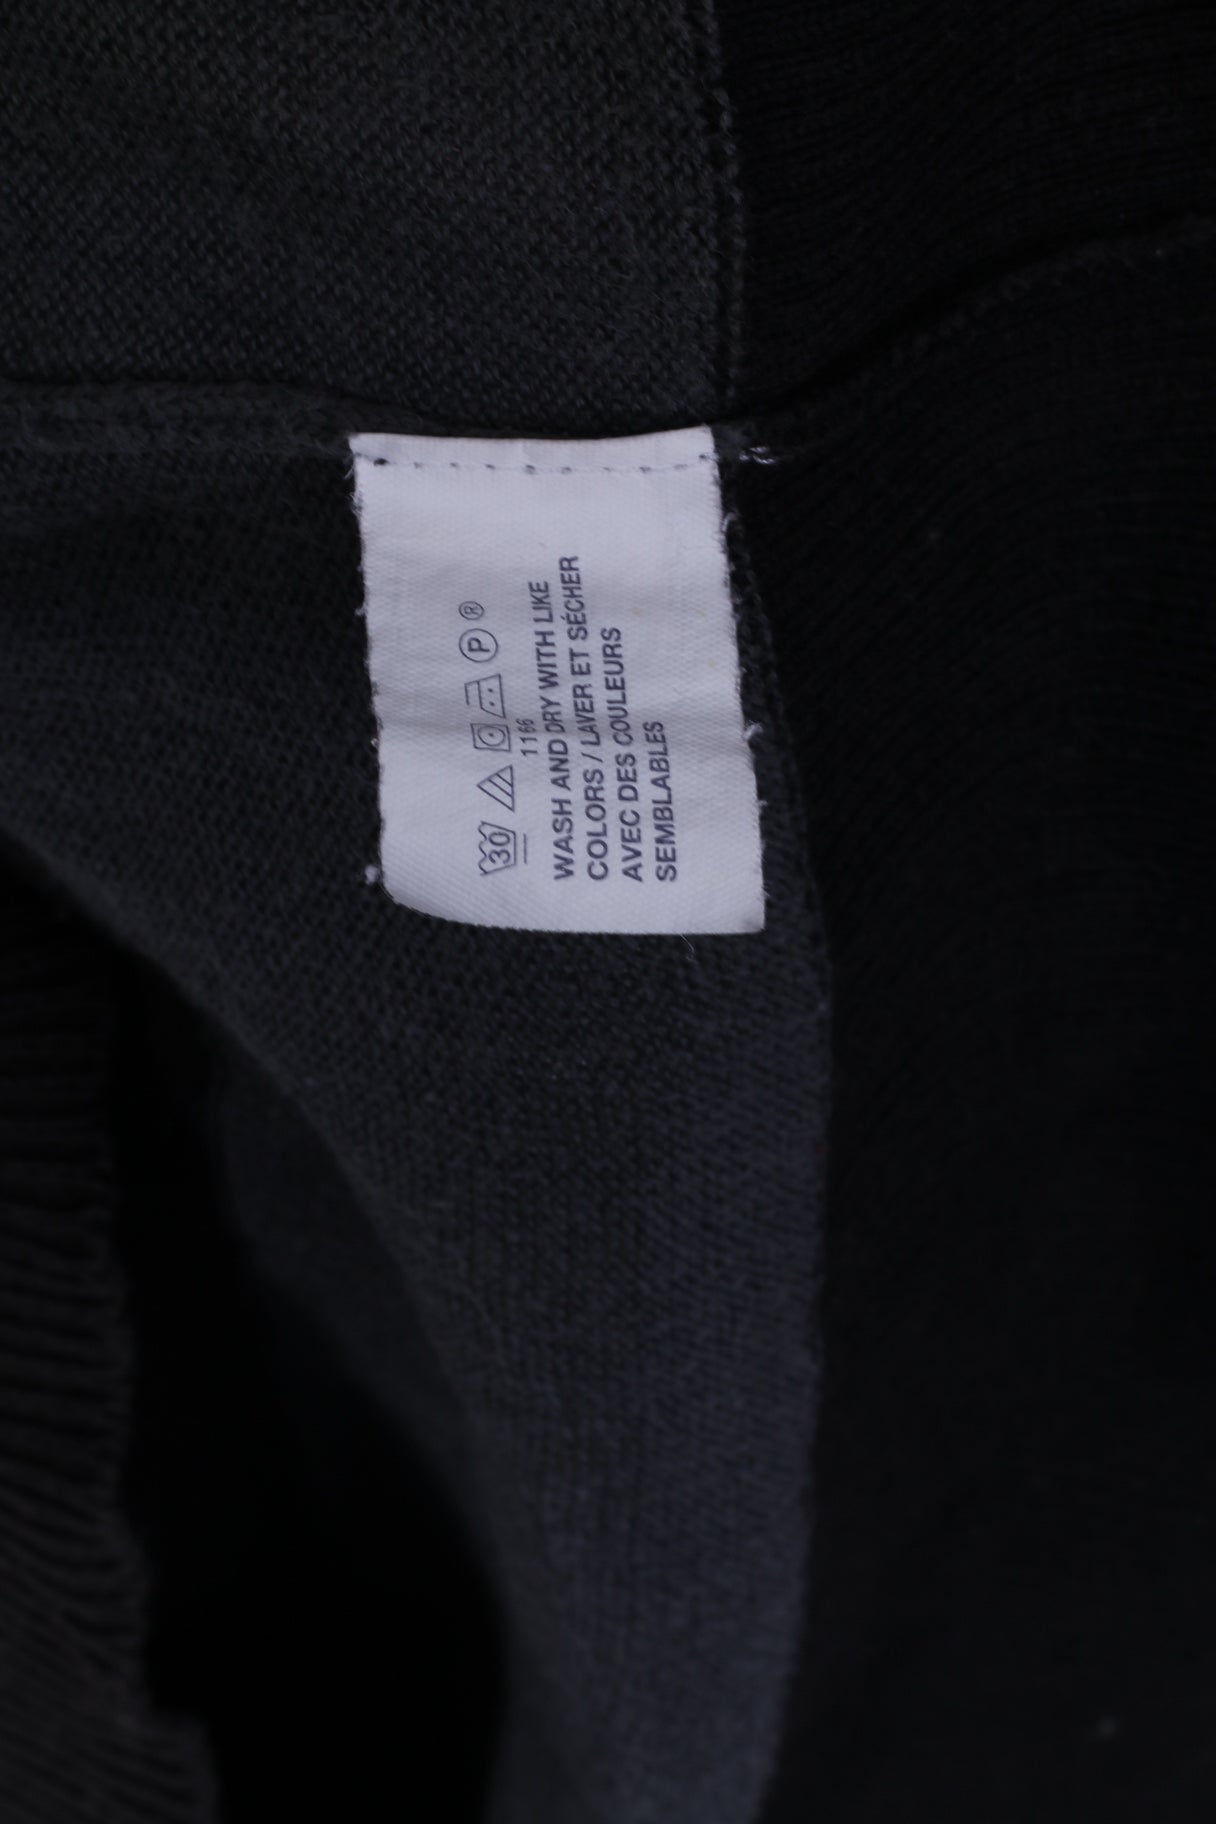 30 P ®
1166
WASH AND DRY WITH LIKE
COLORS / LAVER ET SÉCHER
AVEC DES COULEURS
SEMBLABLES